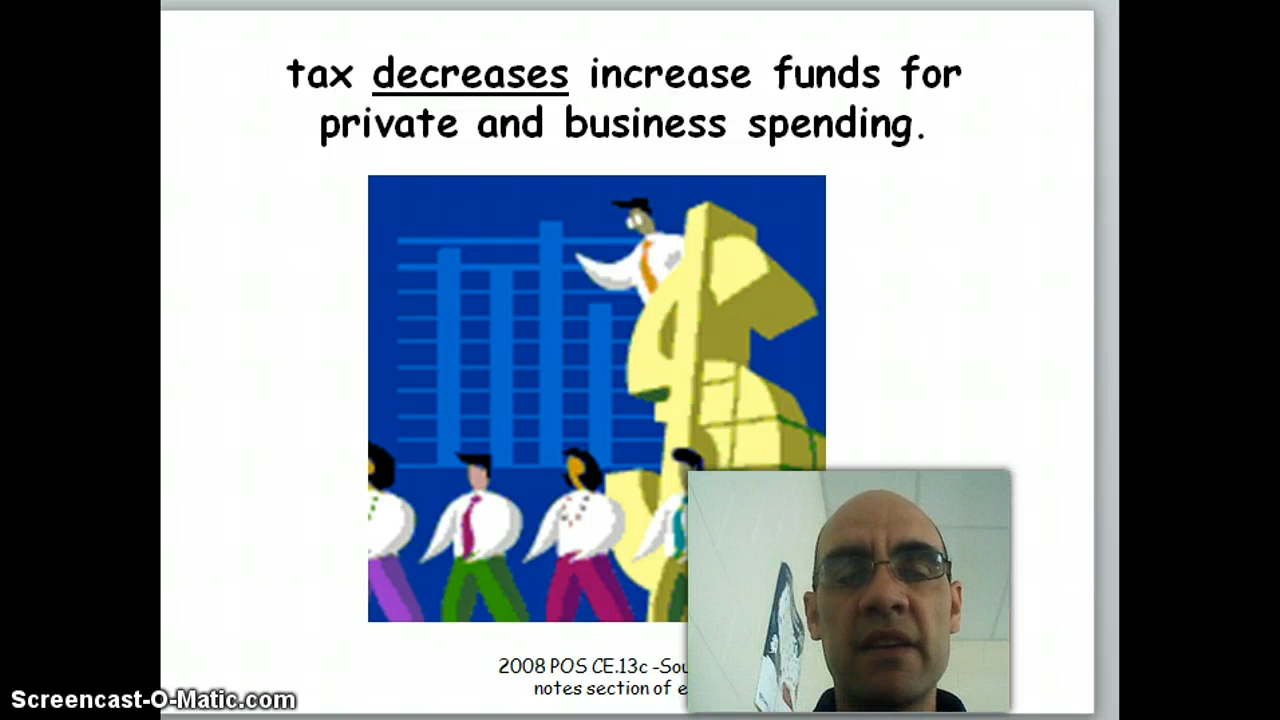 tax decreases increase funds for
private and business spending.
2008 POS CE.13c
notes section of
Screencast-O-Matic.com